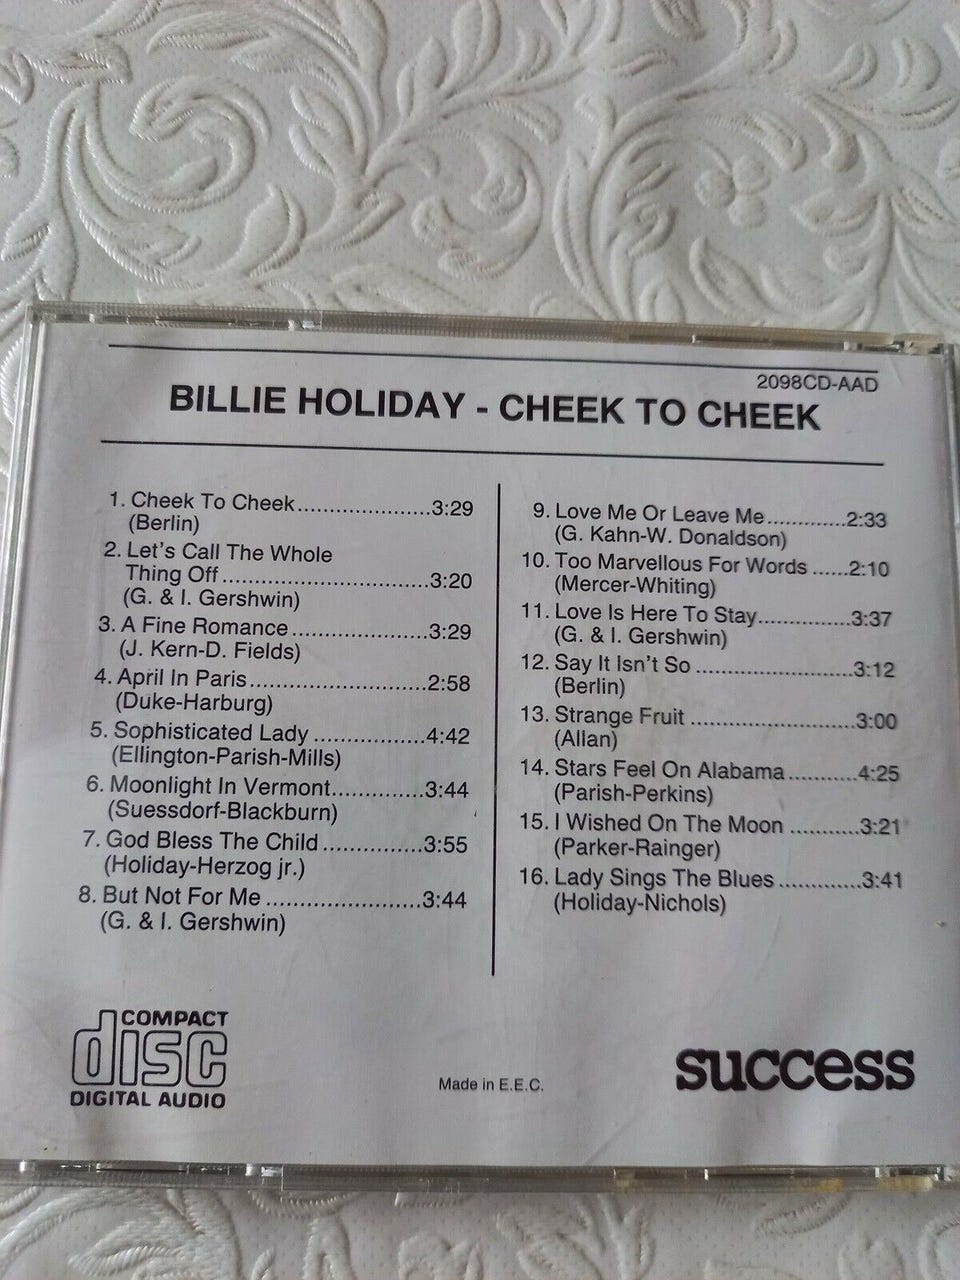 2098CD-AAD
BILLIE HOLIDAY - CHEEK TO CHEEK
1. Cheek To Cheek.....................3:29
(Berlin)
2. Let's Call The Whole
Thing Off.................................3:20
(G. & I. Gershwin)
3. A Fine Romance......................3:29
(J. Kern-D. Fields)
4. April In Paris............................2:58
(Duke-Harburg)
5. Sophisticated Lady..................4:42
(Ellington-Parish-Mills)
6. Moonlight In Vermont...............3:44
(Suessdorf-Blackburn)
7. God Bless The Child................3:55
(Holiday-Herzog jr.)
8. But Not For Me.........................3:44
(G. & I. Gershwin)
9. Love Me Or Leave Me.............2:33
(G. Kahn-W. Donaldson)
10. Too Marvellous For Words......2:10
(Mercer-Whiting)
11. Love Is Here To Stay...............3:37
(G. & I. Gershwin)
12. Say It Isn't So.........................3:12
(Berlin)
13. Strange Fruit..........................3:00
(Allan)
14. Stars Feel On Alabama...........4:25
(Parish-Perkins)
15. I Wished On The Moon...........3:21
(Parker-Rainger)
16. Lady Sings The Blues.............3:41
(Holiday-Nichols)
COMPACT
disc
DIGITAL AUDIO
Made in E.E.C.
success